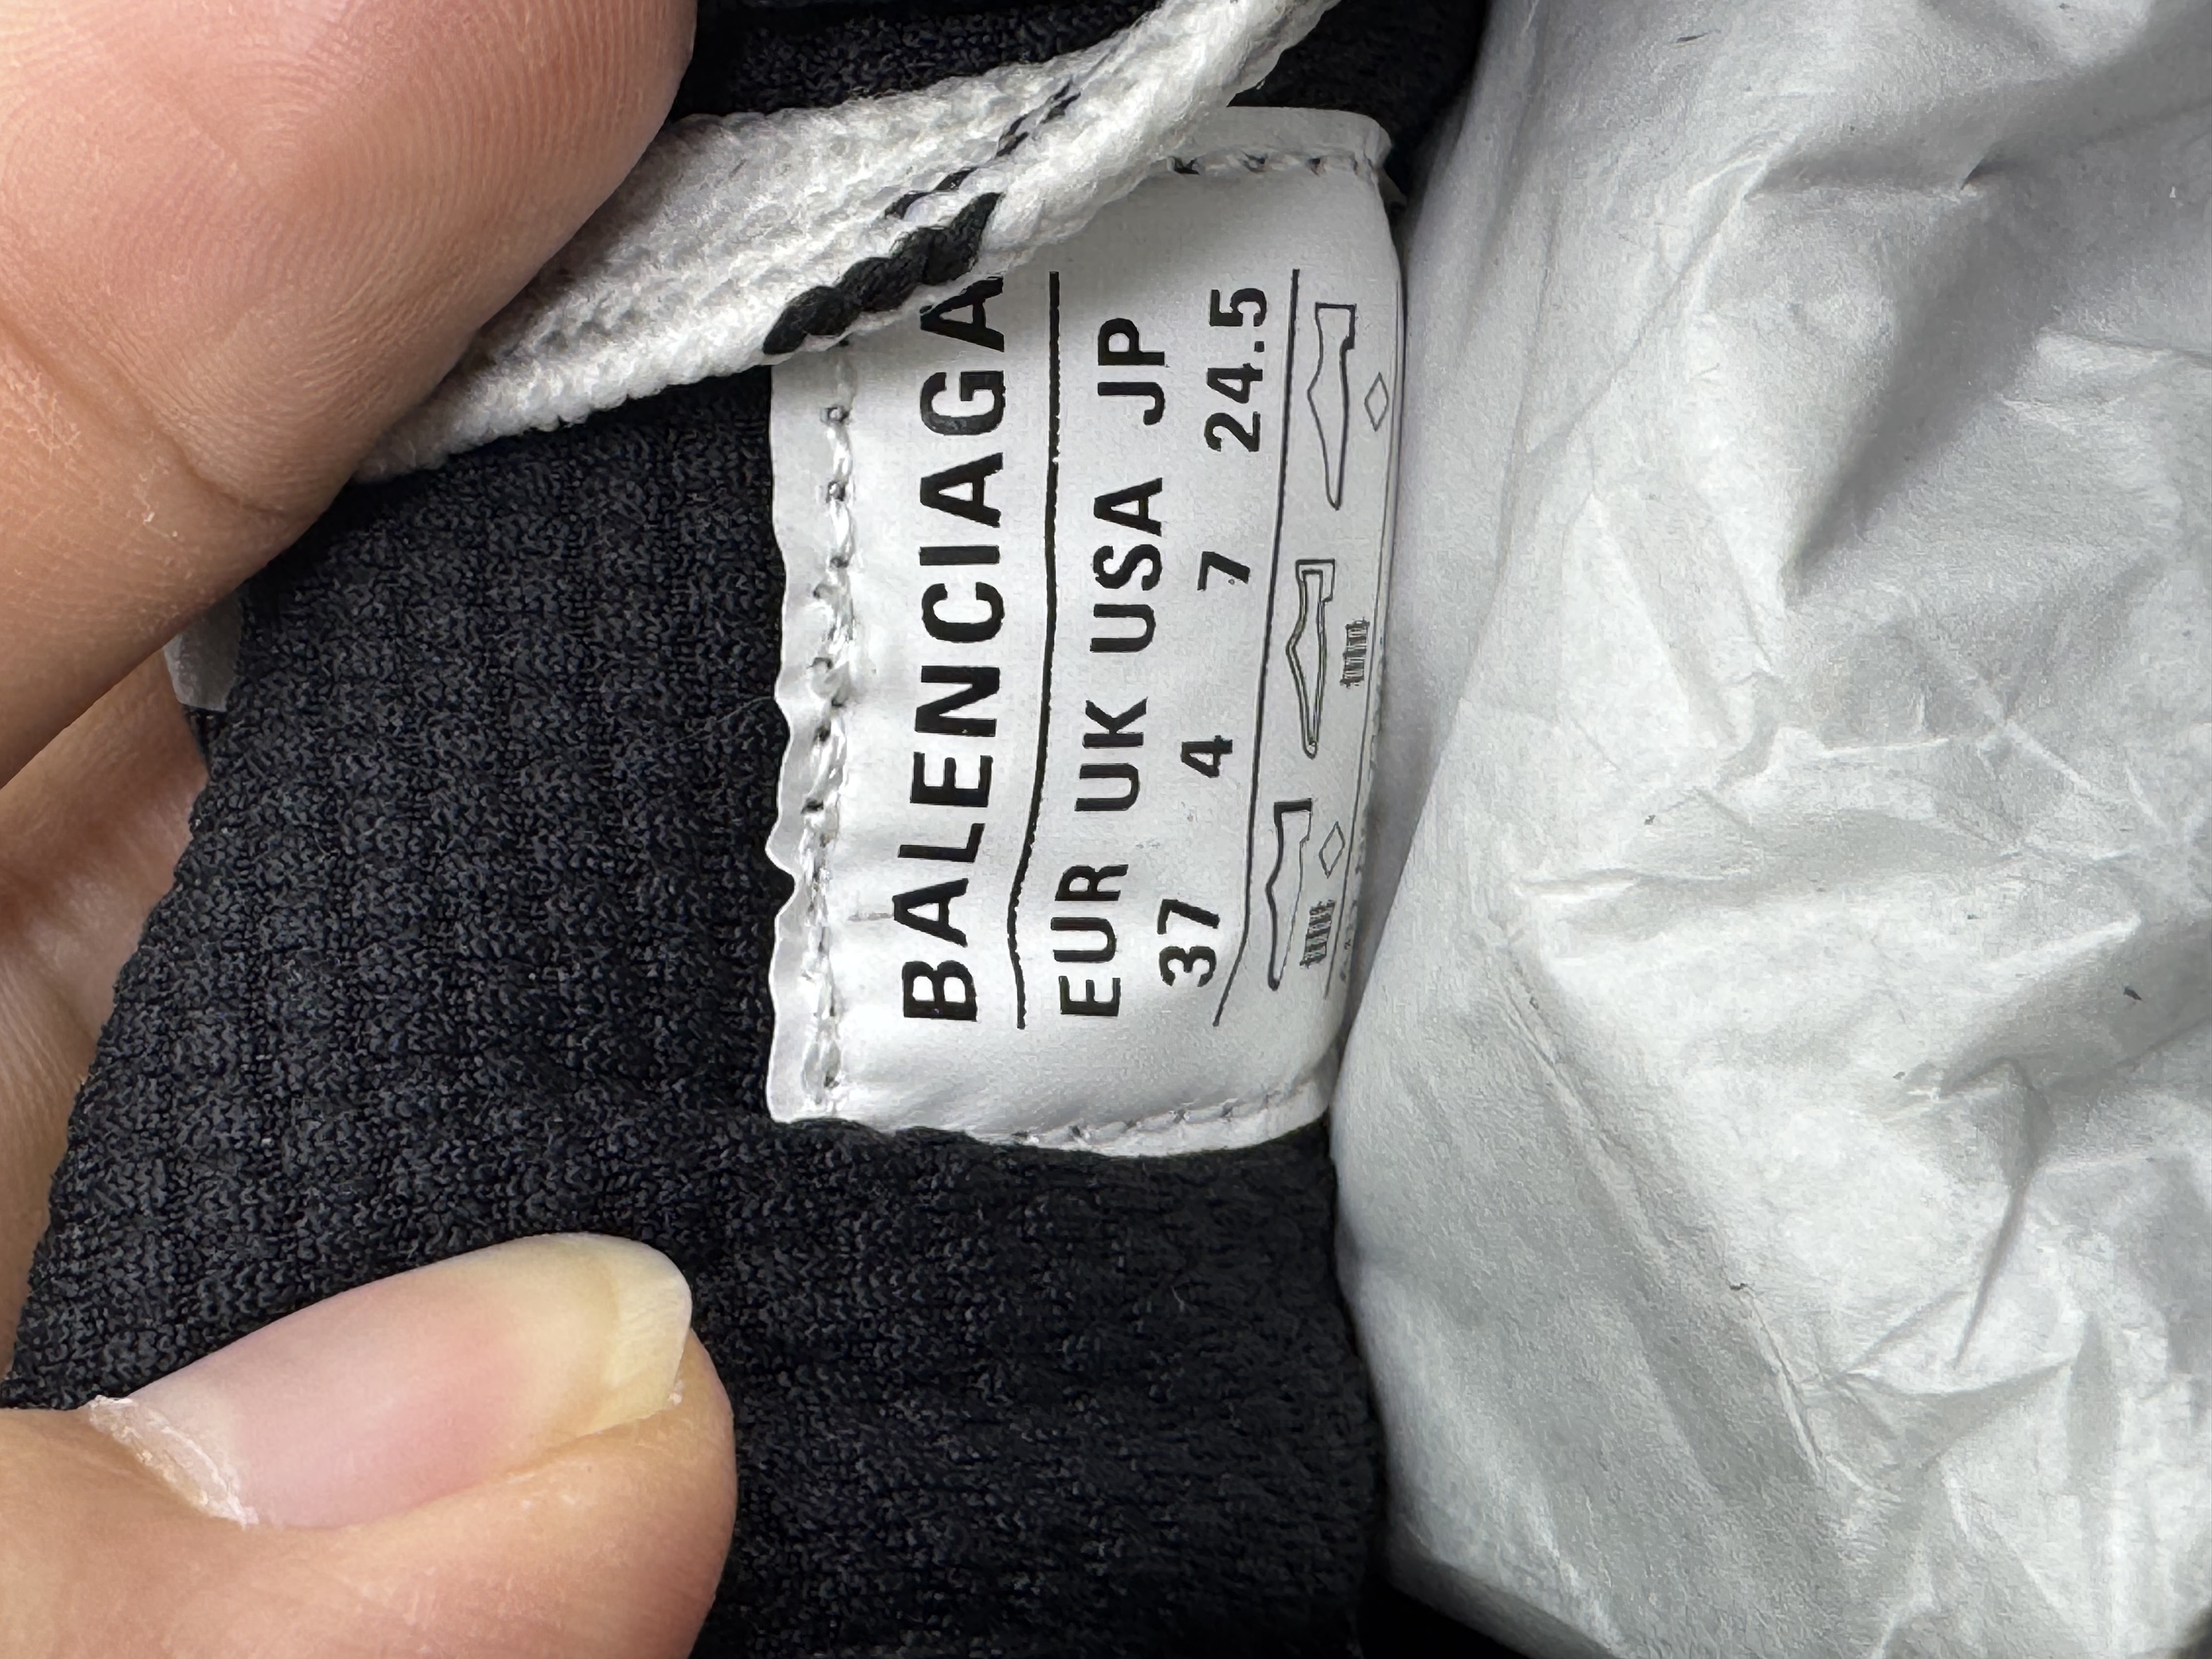 BALENCIAGA
EUR UK USA JP
37 4 7 24.5